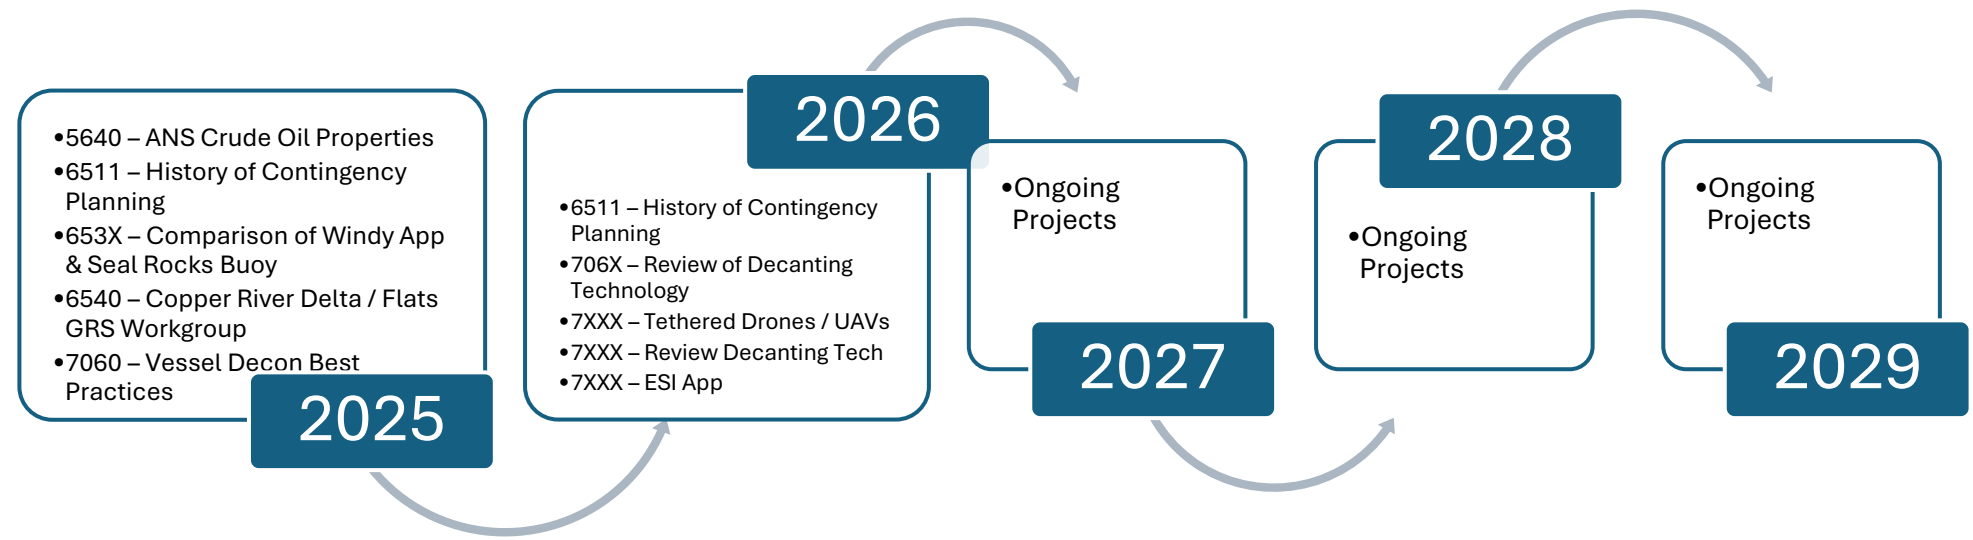 •5640 – ANS Crude Oil Properties
•6511 – History of Contingency
Planning
•653X – Comparison of Windy App
& Seal Rocks Buoy
•6540 – Copper River Delta / Flats
GRS Workgroup
•7060 – Vessel Decon Best
Practices
2025
2026
•6511 – History of Contingency
Planning
•706X – Review of Decanting
Technology
•7XXX – Tethered Drones / UAVs
•7XXX – Review Decanting Tech
•7XXX – ESI App
•Ongoing
Projects
2027
2028
•Ongoing
Projects
•Ongoing
Projects
2029